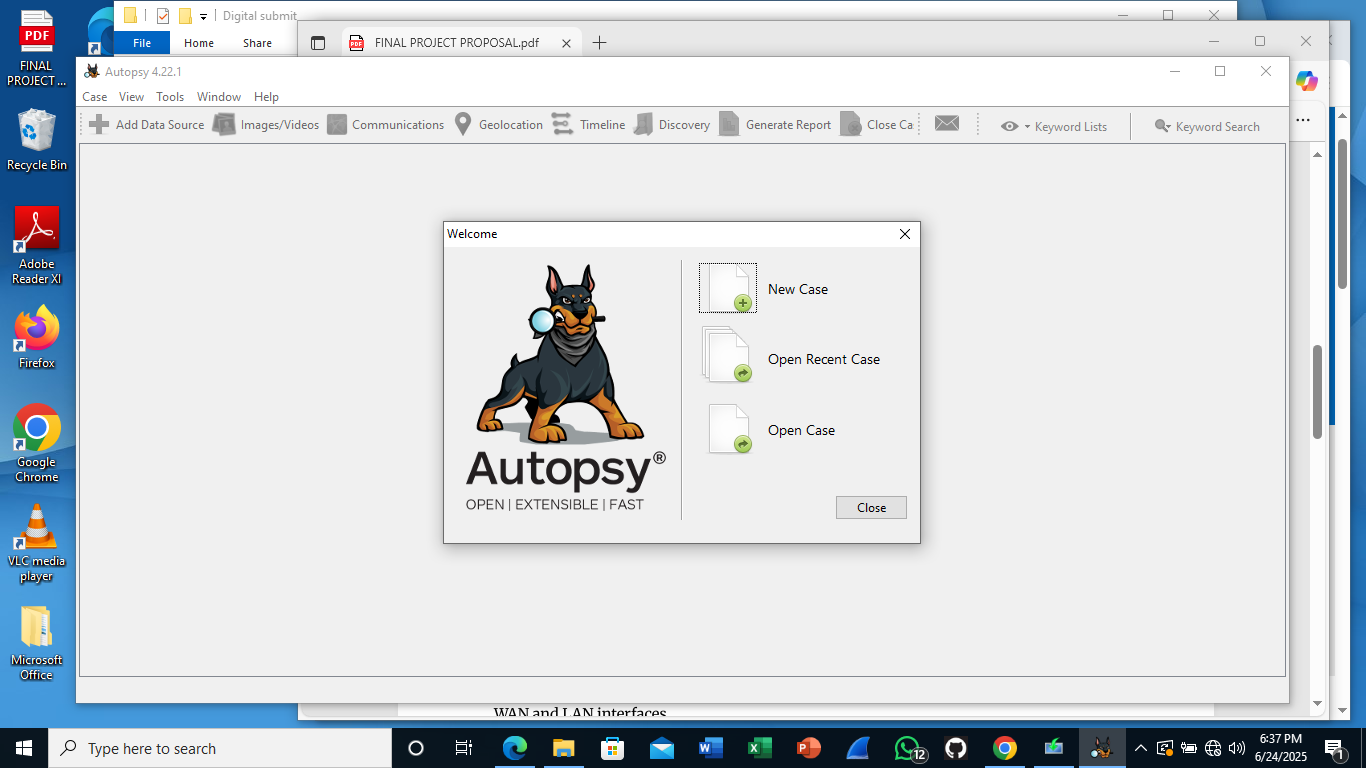 Digital submit
File Home Share
FINAL PROJECT PROPOSAL.pdf
Autopsy 4.22.1
Case View Tools Window Help
Add Data Source Images/Videos Communications Geolocation Timeline Discovery Generate Report Close Ca Keyword Lists Keyword Search
Welcome
New Case
Open Recent Case
Open Case
Autopsy®
OPEN | EXTENSIBLE | FAST
Close
WAN and LAN interfaces
PDF
FINAL
PROJECT ...
Recycle Bin
Adobe
Reader XI
Firefox
Google
Chrome
VLC media
player
Microsoft
Office
Type here to search
12
6:37 PM
6/24/2025
1